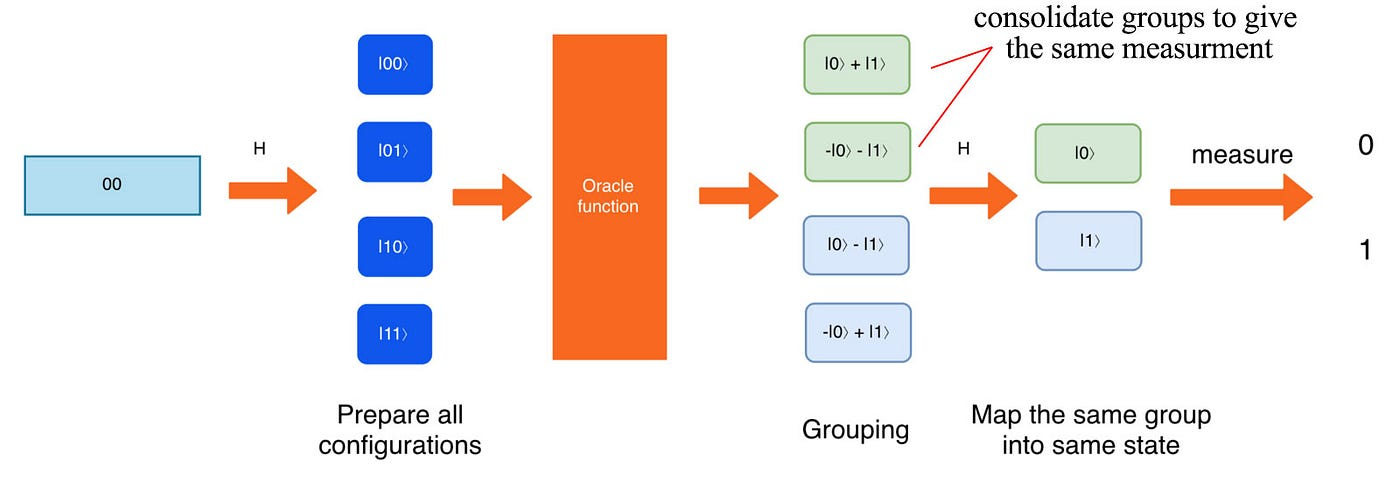 consolidate groups to give
the same measurment
00
H
|00⟩
|01⟩
|10⟩
|11⟩
Oracle
function
|0⟩ + |1⟩
-|0⟩ - |1⟩
|0⟩ - |1⟩
-|0⟩ + |1⟩
H
|0⟩
|1⟩
measure
0
1
Prepare all
configurations
Grouping
Map the same group
into same state